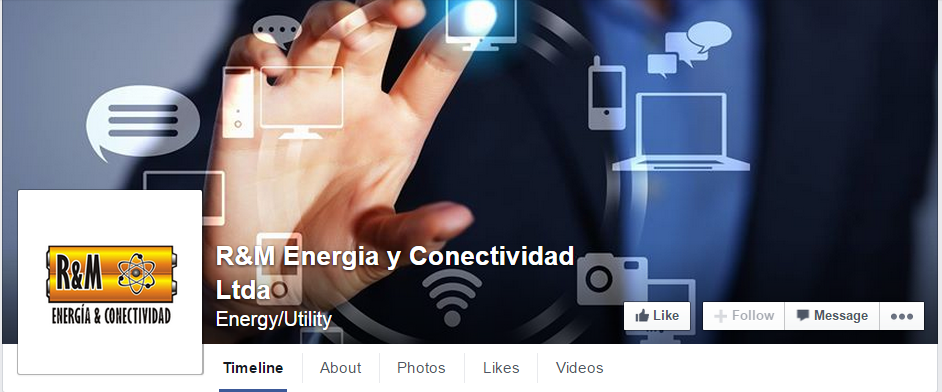 R&M
ENERGÍA & CONECTIVIDAD
R&M Energia y Conectividad
Ltda
Energy/Utility
Like
Follow
Message
Timeline
About
Photos
Likes
Videos